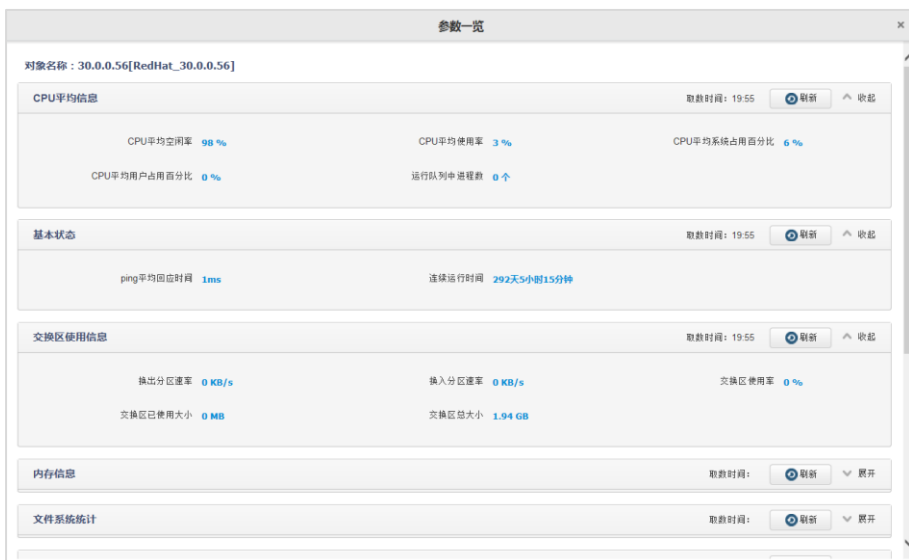 参数一览 ×
对象名称：30.0.0.56[RedHat_30.0.0.56]
CPU平均信息 取数时间：19:55 刷新 收起
CPU平均空闲率 98 % CPU平均使用率 3 % CPU平均系统占用百分比 6 %
CPU平均用户占用百分比 0 % 运行队列中进程数 0 个
基本状态 取数时间：19:55 刷新 收起
ping平均回应时间 1ms 连续运行时间 292天5小时15分钟
交换区使用信息 取数时间：19:55 刷新 收起
换出分区速率 0 KB/s 换入分区速率 0 KB/s 交换区使用率 0 %
交换区已使用大小 0 MB 交换区总大小 1.94 GB
内存信息 取数时间： 刷新 展开
文件系统统计 取数时间： 刷新 展开